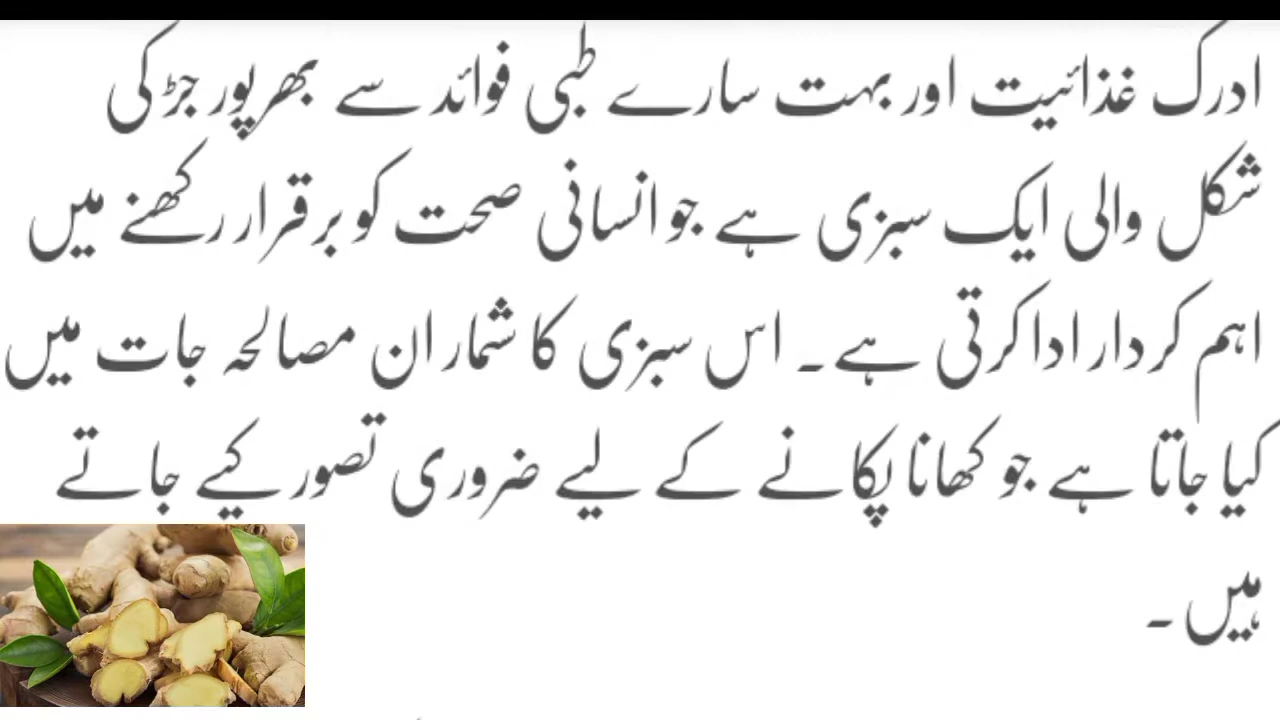 ادرک غذائیت اور بہت سارے طبی فوائد سے بھرپور جڑ کی
شکل والی ایک سبزی ہے جو انسانی صحت کو برقرار رکھنے میں
اہم کردار ادا کرتی ہے۔ اس سبزی کا شمار ان مصالحہ جات میں
کیا جاتا ہے جو کھانا پکانے کے لیے ضروری تصور کیے جاتے
ہیں۔